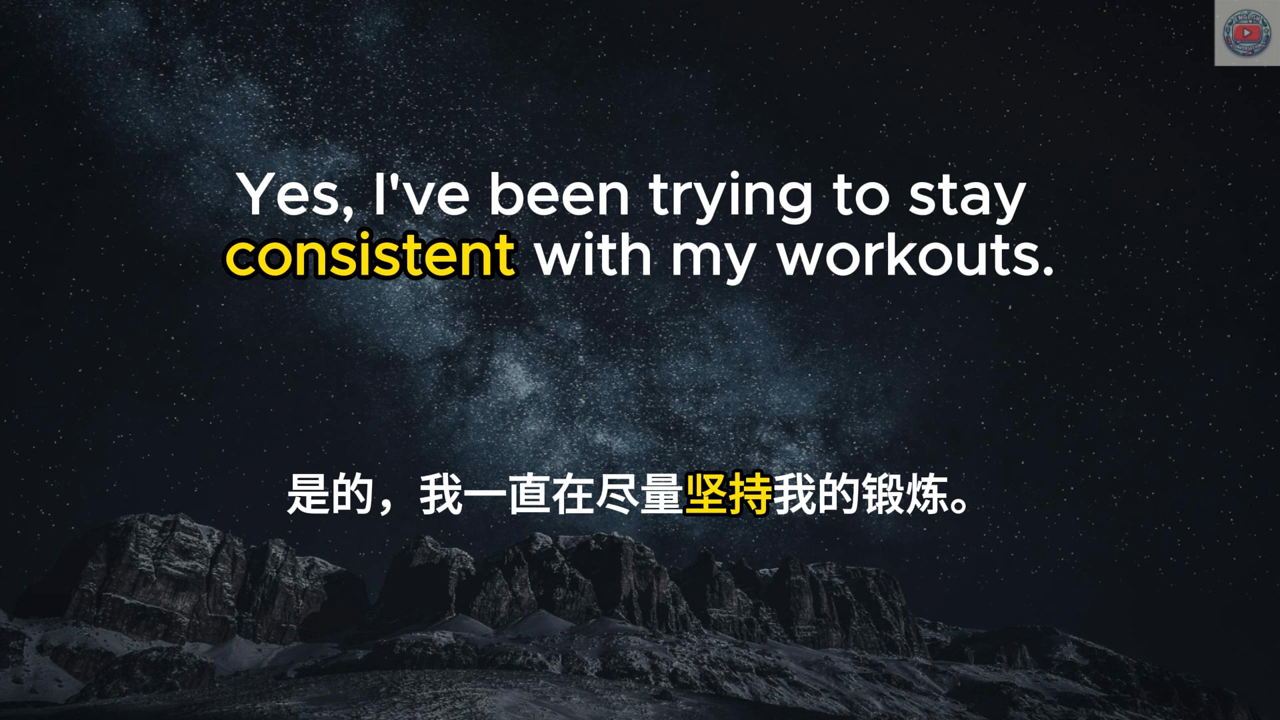 Yes, I've been trying to stay
consistent with my workouts.
是的，我一直在尽量坚持我的锻炼。